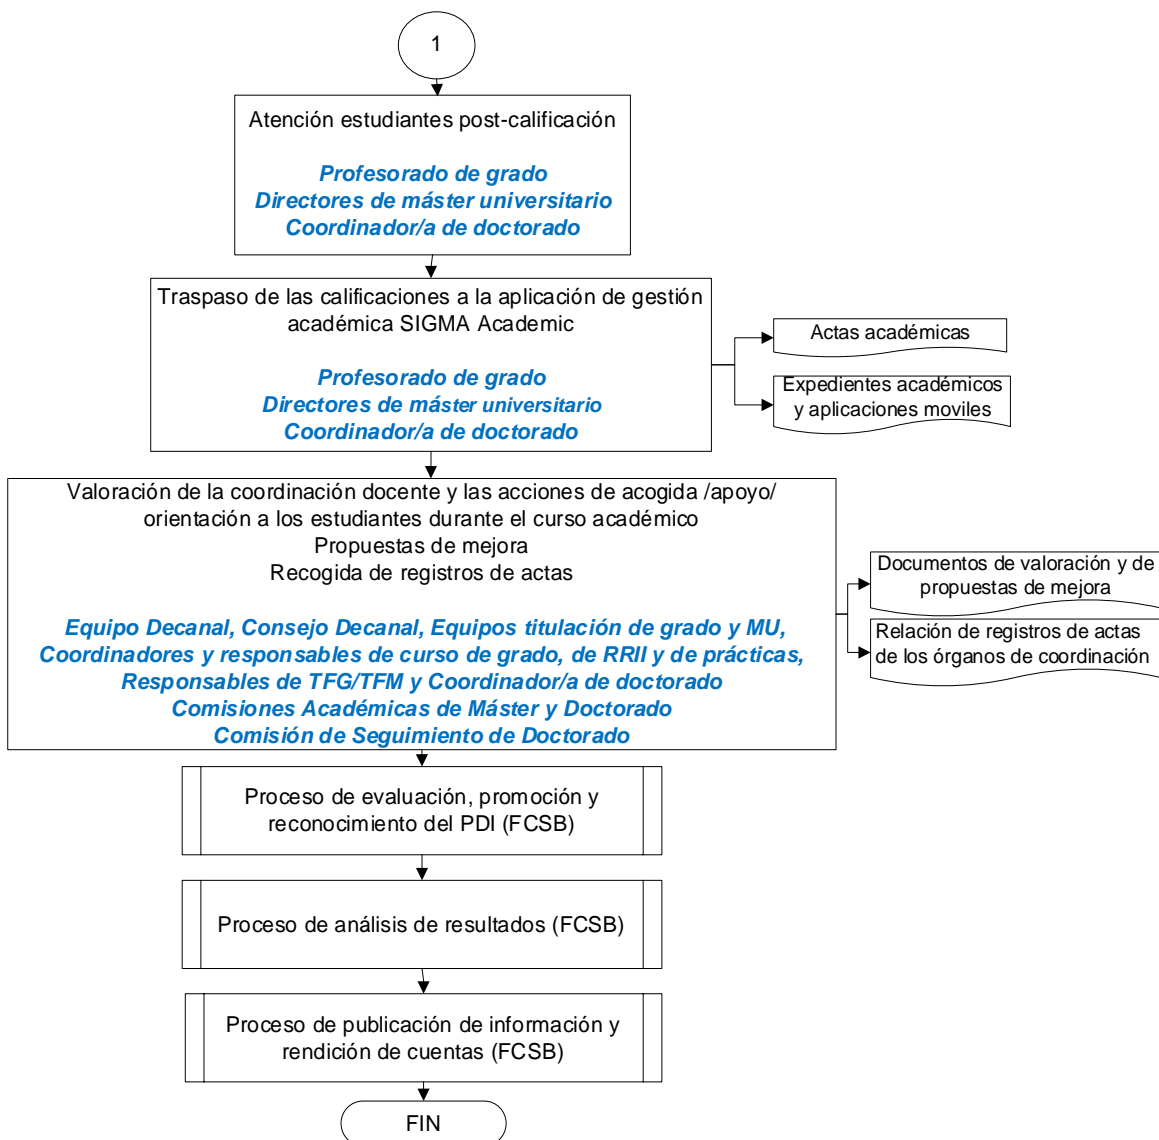 1
Atención estudiantes post-calificación
Profesorado de grado
Directores de máster universitario
Coordinador/a de doctorado
Traspaso de las calificaciones a la aplicación de gestión
académica SIGMA Academic
Profesorado de grado
Directores de máster universitario
Coordinador/a de doctorado
Actas académicas
Expedientes académicos
y aplicaciones moviles
Valoración de la coordinación docente y las acciones de acogida /apoyo/
orientación a los estudiantes durante el curso académico
Propuestas de mejora
Recogida de registros de actas
Equipo Decanal, Consejo Decanal, Equipos titulación de grado y MU,
Coordinadores y responsables de curso de grado, de RRII y de prácticas,
Responsables de TFG/TFM y Coordinador/a de doctorado
Comisiones Académicas de Máster y Doctorado
Comisión de Seguimiento de Doctorado
Documentos de valoración y de
propuestas de mejora
Relación de registros de actas
de los órganos de coordinación
Proceso de evaluación, promoción y
reconocimiento del PDI (FCSB)
Proceso de análisis de resultados (FCSB)
Proceso de publicación de información y
rendición de cuentas (FCSB)
FIN